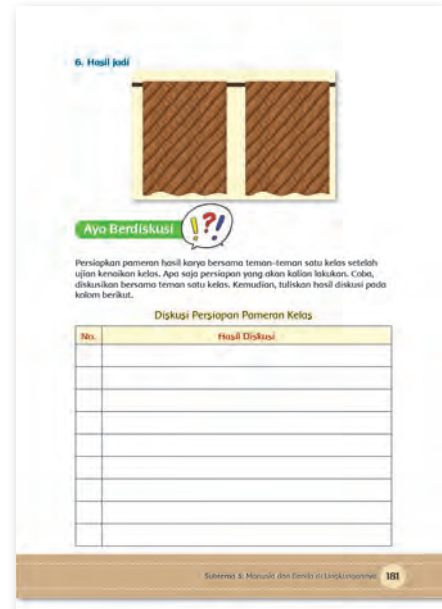 6. Hasil jadi
Ayo Berdiskusi
!?!
Persiapkan pameran hasil karya bersama teman-teman satu kelas setelah
ujian kenaikan kelas. Apa saja persiapan yang akan kalian lakukan. Coba,
diskusikan bersama teman satu kelas. Kemudian, tuliskan hasil diskusi pada
kolom berikut.
Diskusi Persiapan Pameran Kelas
No. Hasil Diskusi
Subtema 3: Manusia dan Benda di Lingkungannya 181